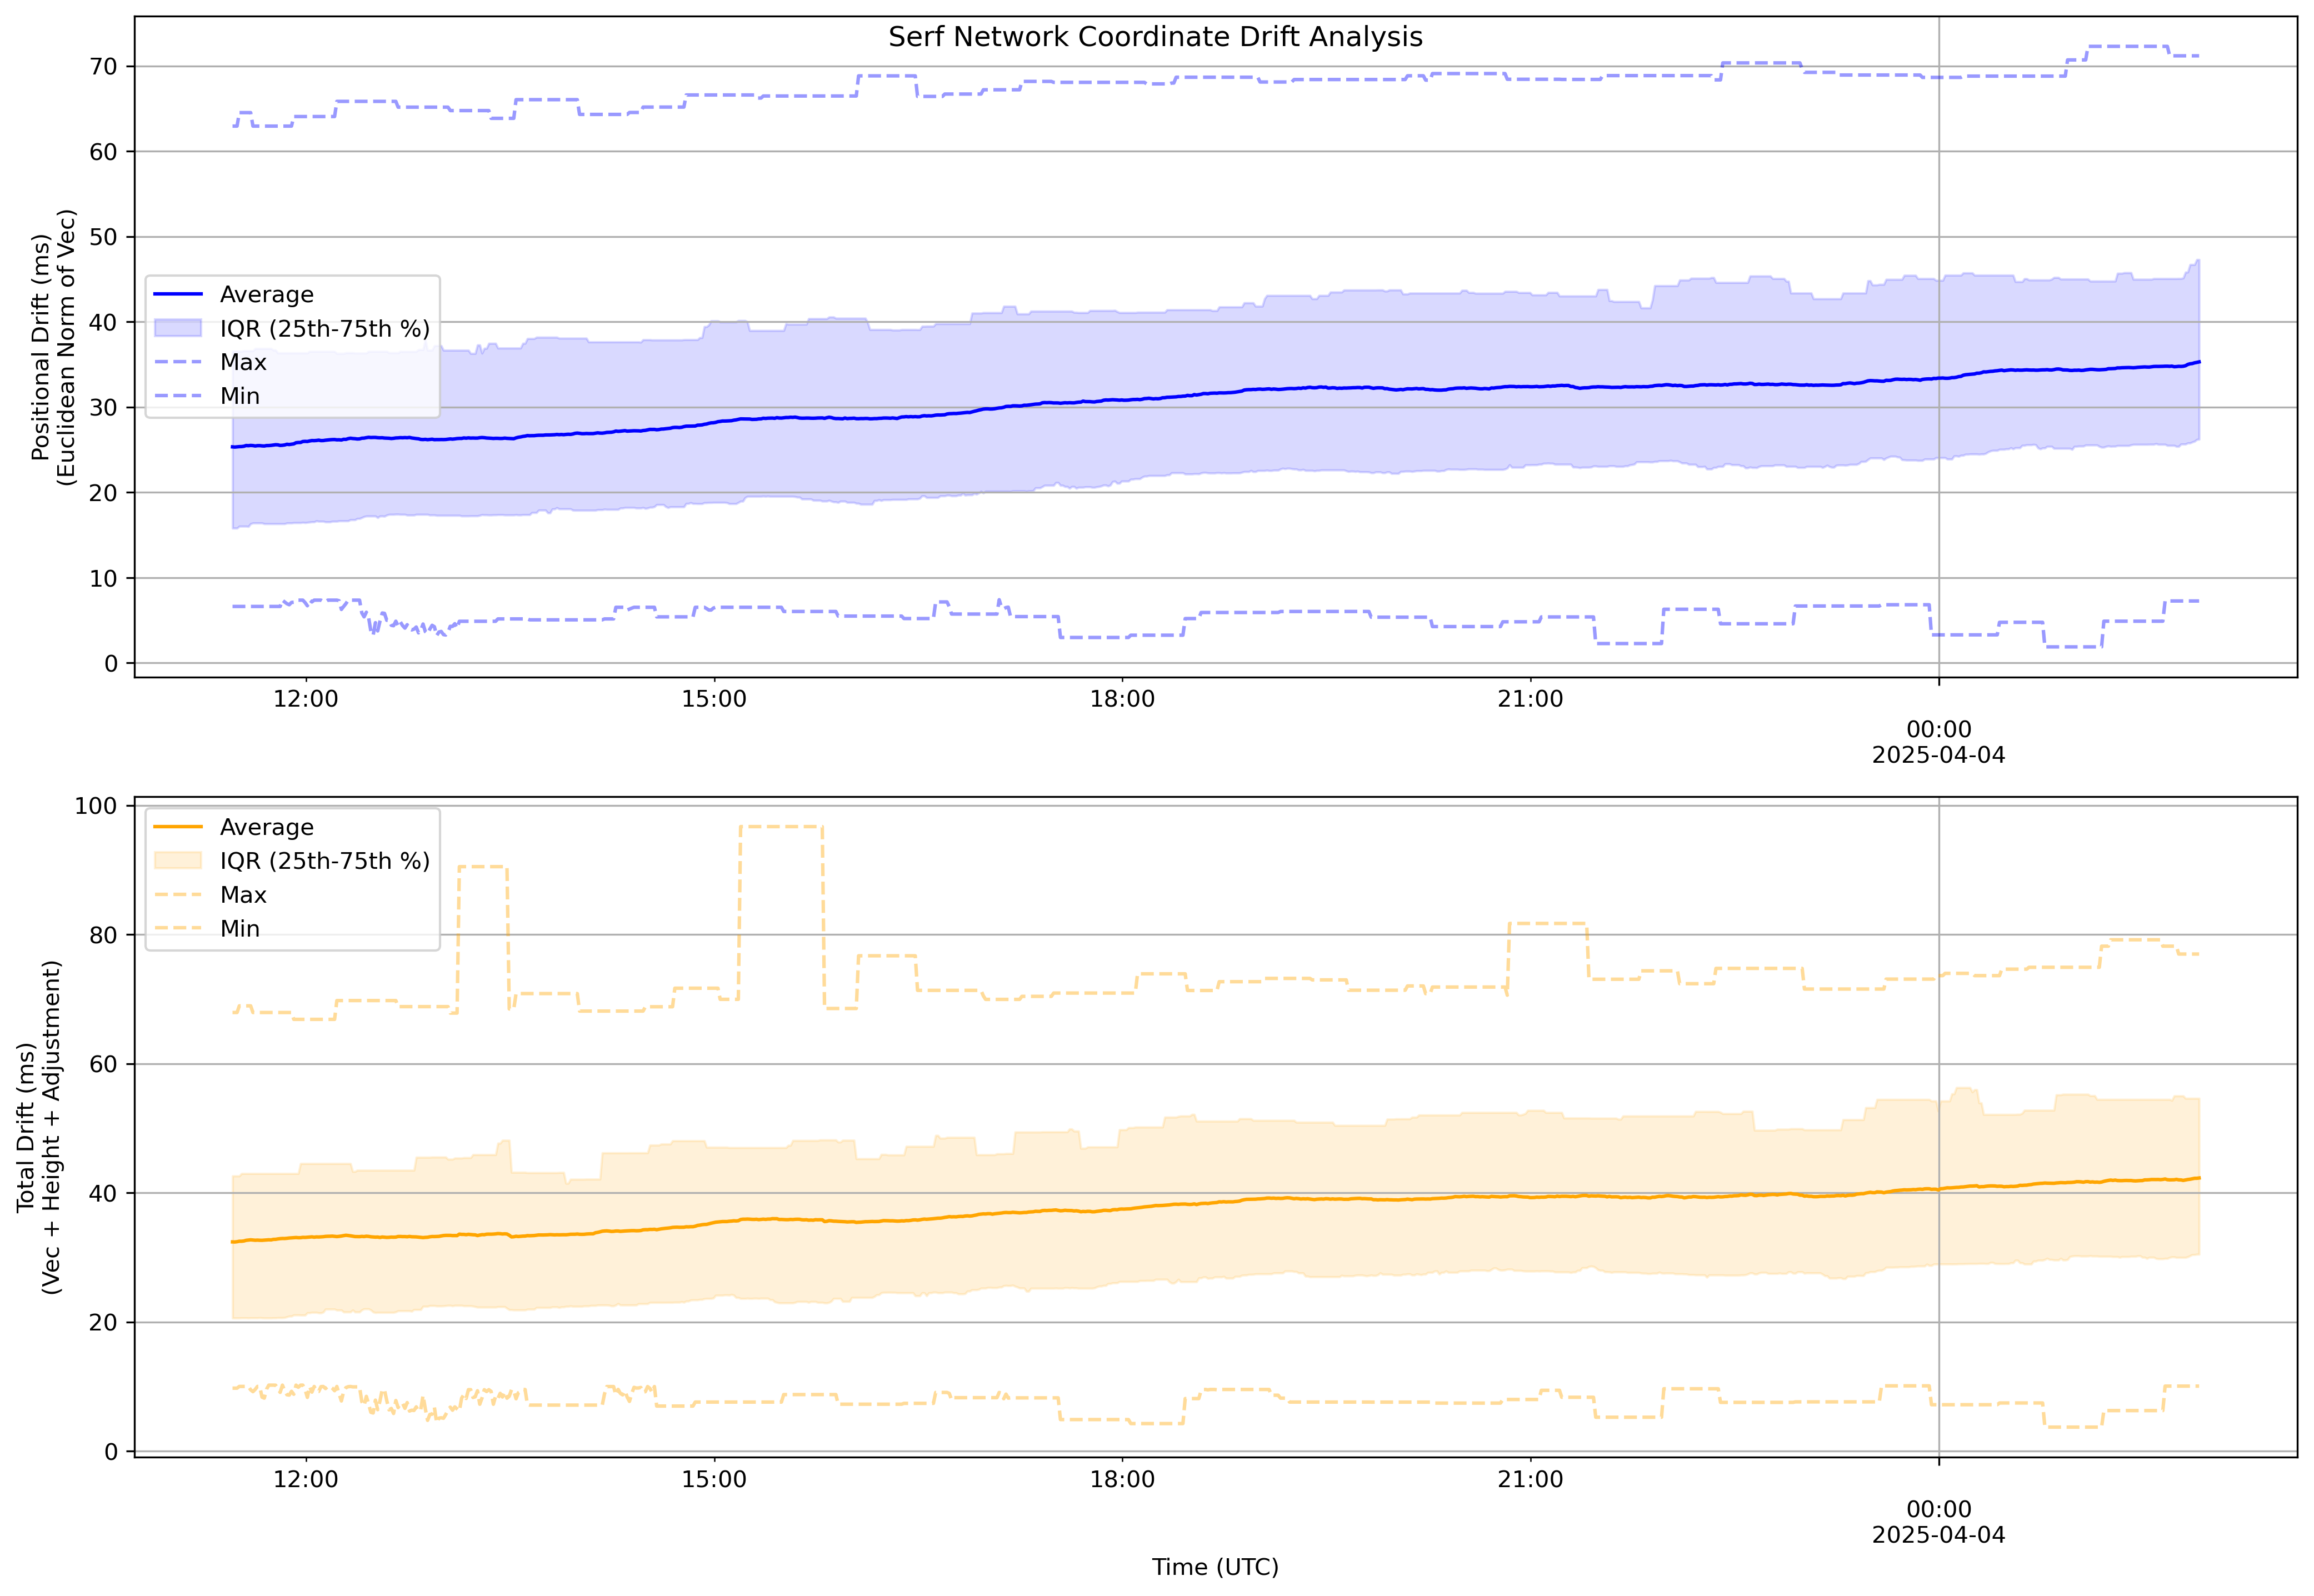 Serf Network Coordinate Drift Analysis
70
60
50
40
30
20
10
0
Positional Drift (ms)
(Euclidean Norm of Vec)
Average
IQR (25th-75th %)
Max
Min
12:00
15:00
18:00
21:00
00:00
2025-04-04
100
80
60
40
20
0
Total Drift (ms)
(Vec + Height + Adjustment)
Average
IQR (25th-75th %)
Max
Min
12:00
15:00
18:00
21:00
00:00
2025-04-04
Time (UTC)